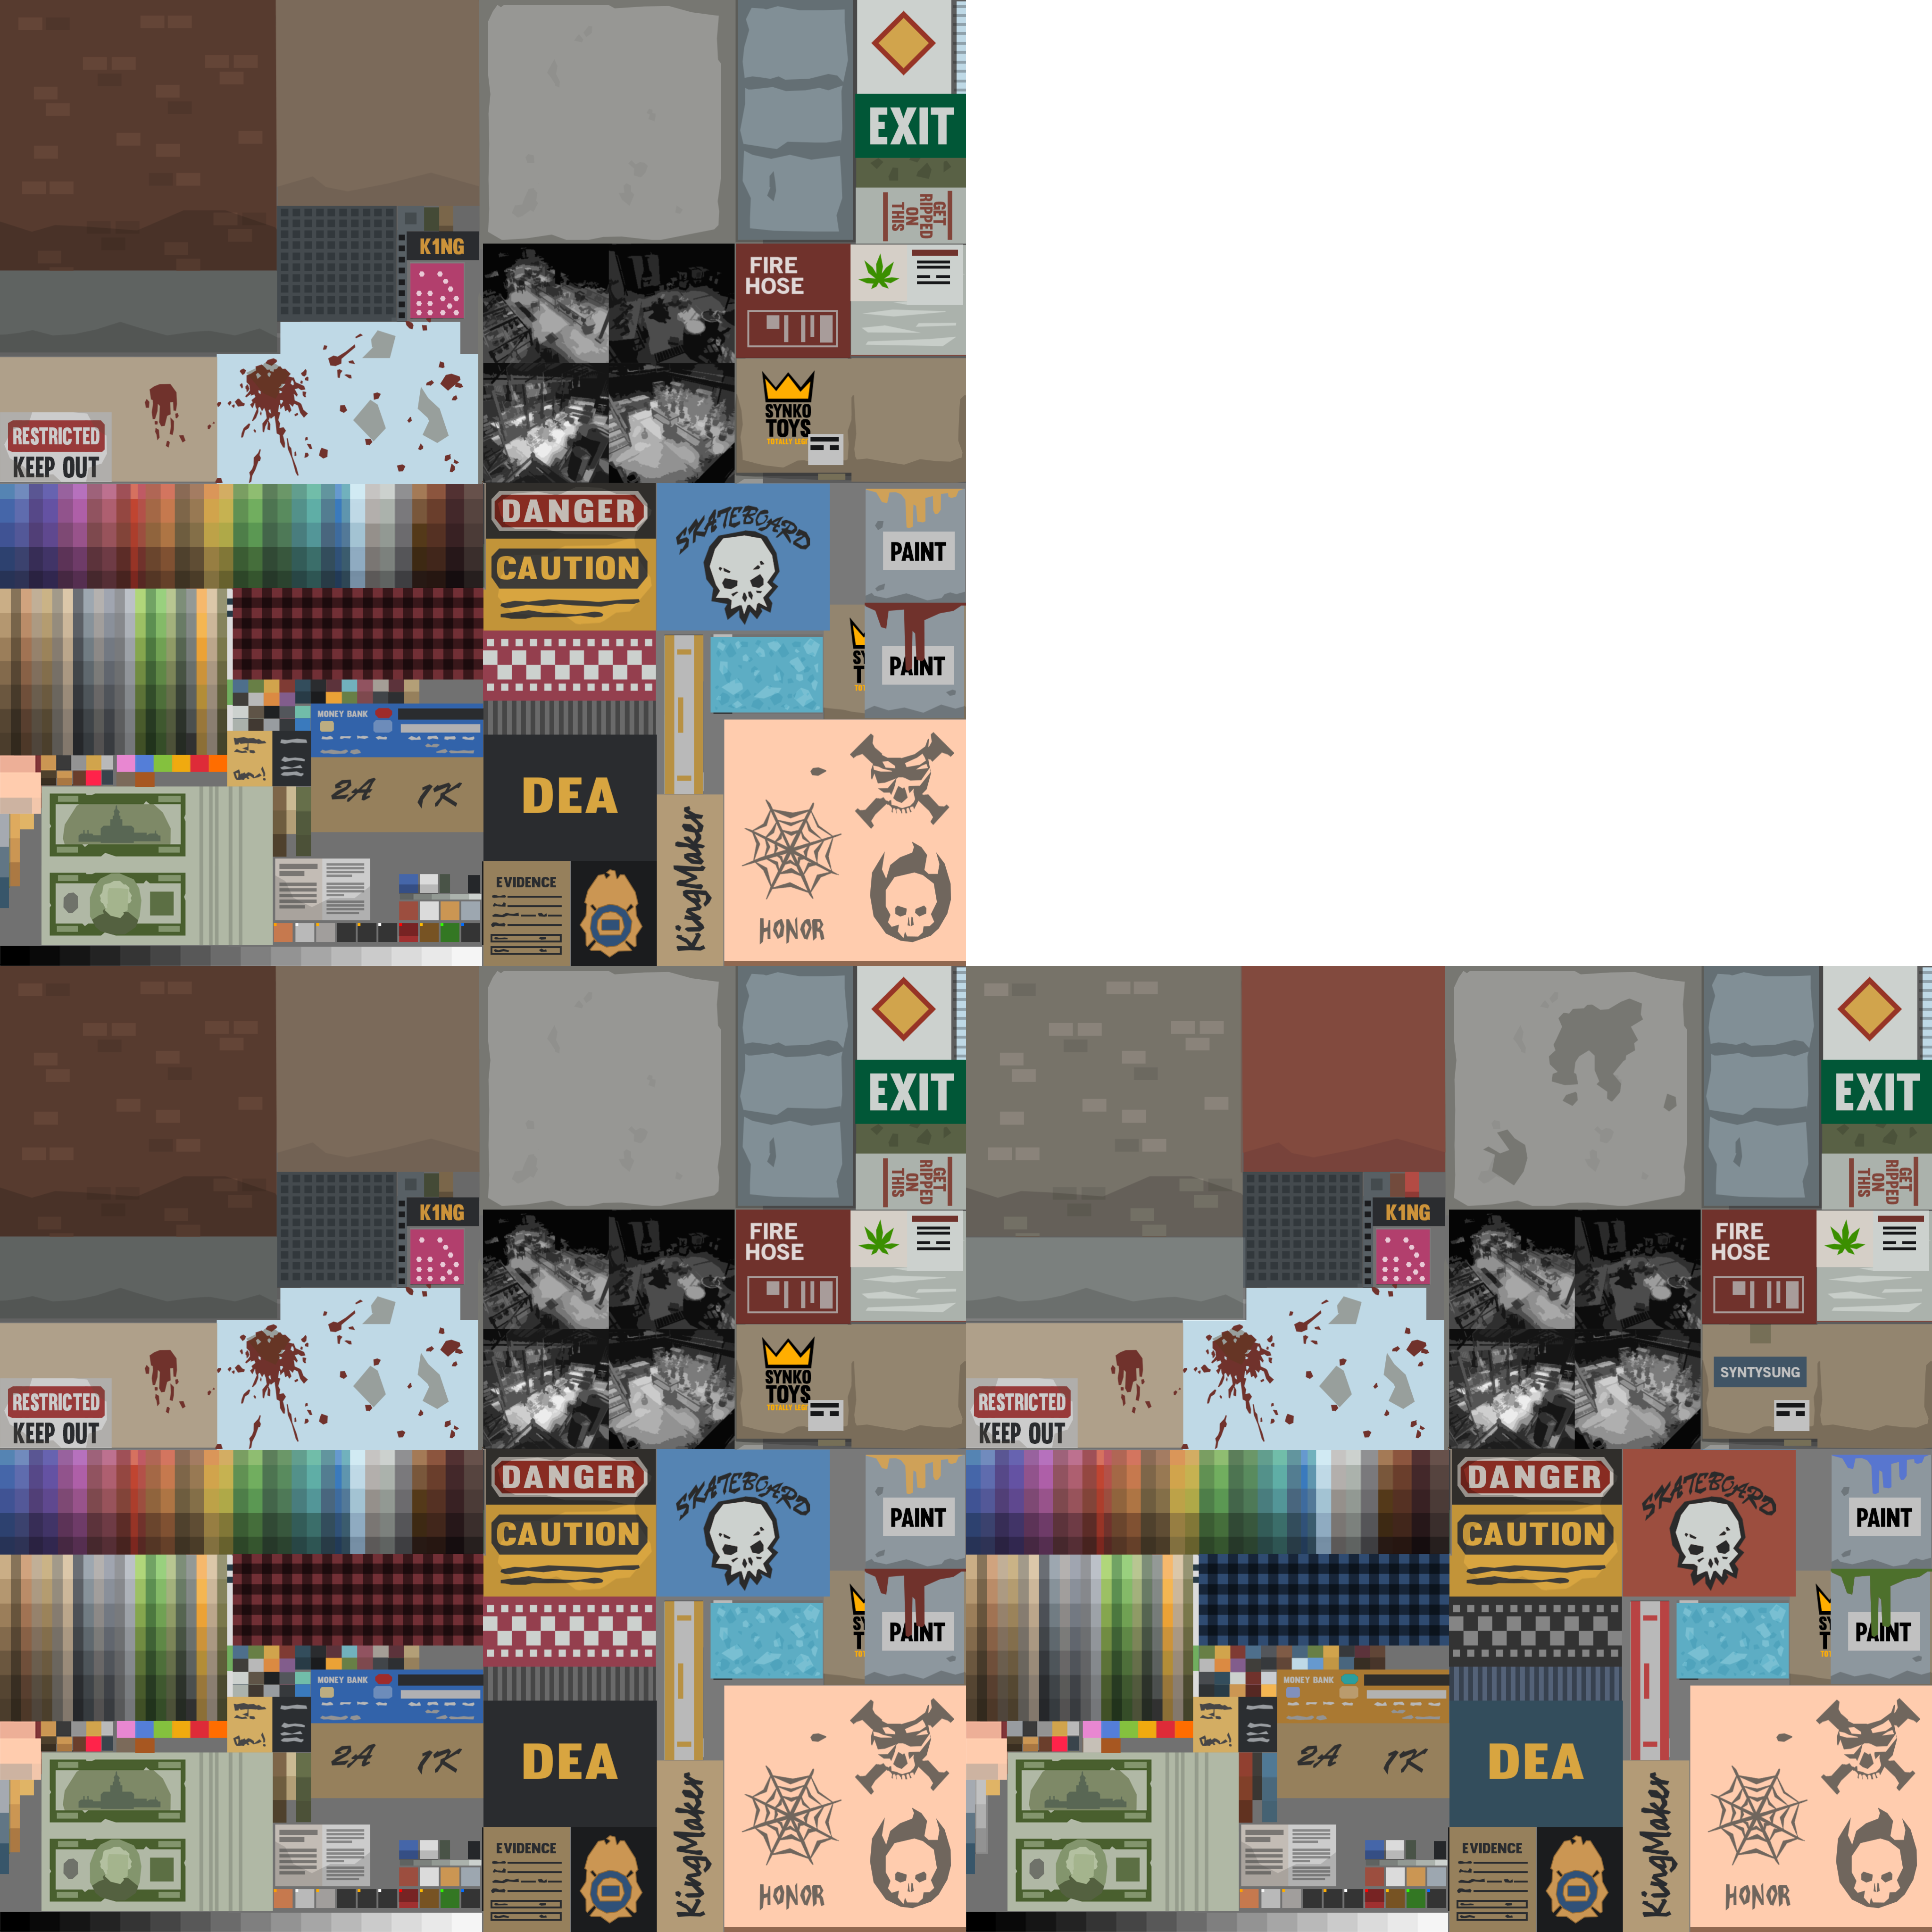 EXIT
GET
RIPPED
ON
THIS
K1NG
FIRE
HOSE
SYNKO
TOYS
RESTRICTED
KEEP OUT
DANGER
CAUTION
SKATEBOARD
PAINT
PAINT
MONEY BANK
2A
1K
DEA
KingMaker
EVIDENCE
HONOR
EXIT
GET
RIPPED
ON
THIS
K1NG
FIRE
HOSE
SYNKO
TOYS
RESTRICTED
KEEP OUT
EXIT
GET
RIPPED
ON
THIS
K1NG
FIRE
HOSE
SYNTYSUNG
RESTRICTED
KEEP OUT
DANGER
CAUTION
SKATEBOARD
PAINT
PAINT
MONEY BANK
2A
1K
DEA
KingMaker
EVIDENCE
HONOR
DANGER
CAUTION
SKATEBOARD
PAINT
PAINT
MONEY BANK
2A
1K
DEA
KingMaker
EVIDENCE
HONOR